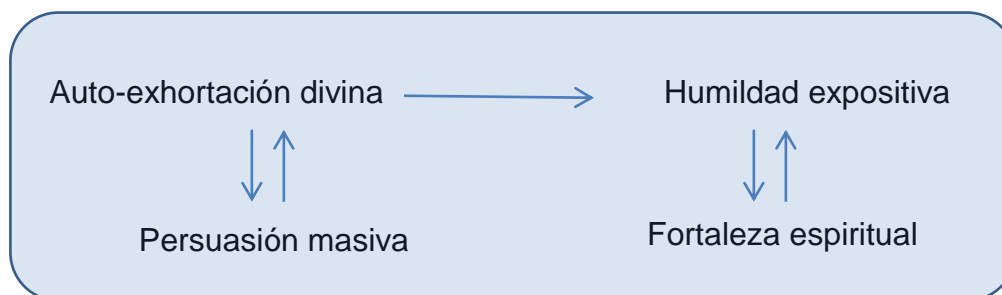 Auto-exhortación divina
Humildad expositiva
Persuasión masiva
Fortaleza espiritual